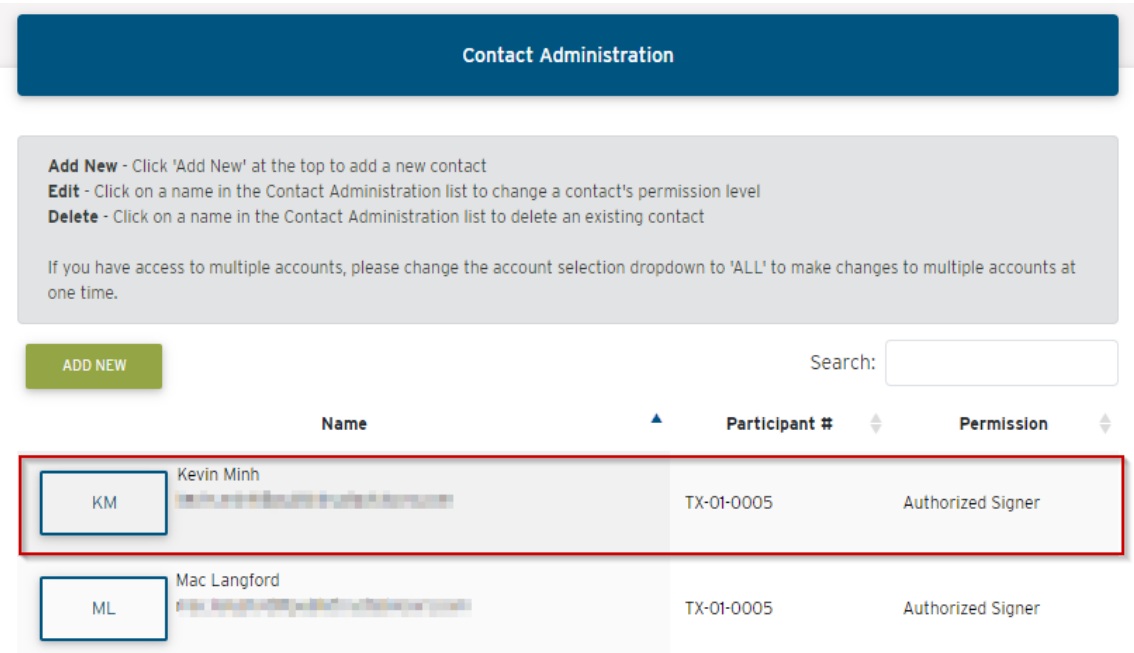 Contact Administration
Add New - Click 'Add New' at the top to add a new contact
Edit - Click on a name in the Contact Administration list to change a contact's permission level
Delete - Click on a name in the Contact Administration list to delete an existing contact
If you have access to multiple accounts, please change the account selection dropdown to 'ALL' to make changes to multiple accounts at
one time.
ADD NEW Search:
Name Participant # Permission
Kevin Minh
KM TX-01-0005 Authorized Signer
Mac Langford
ML TX-01-0005 Authorized Signer